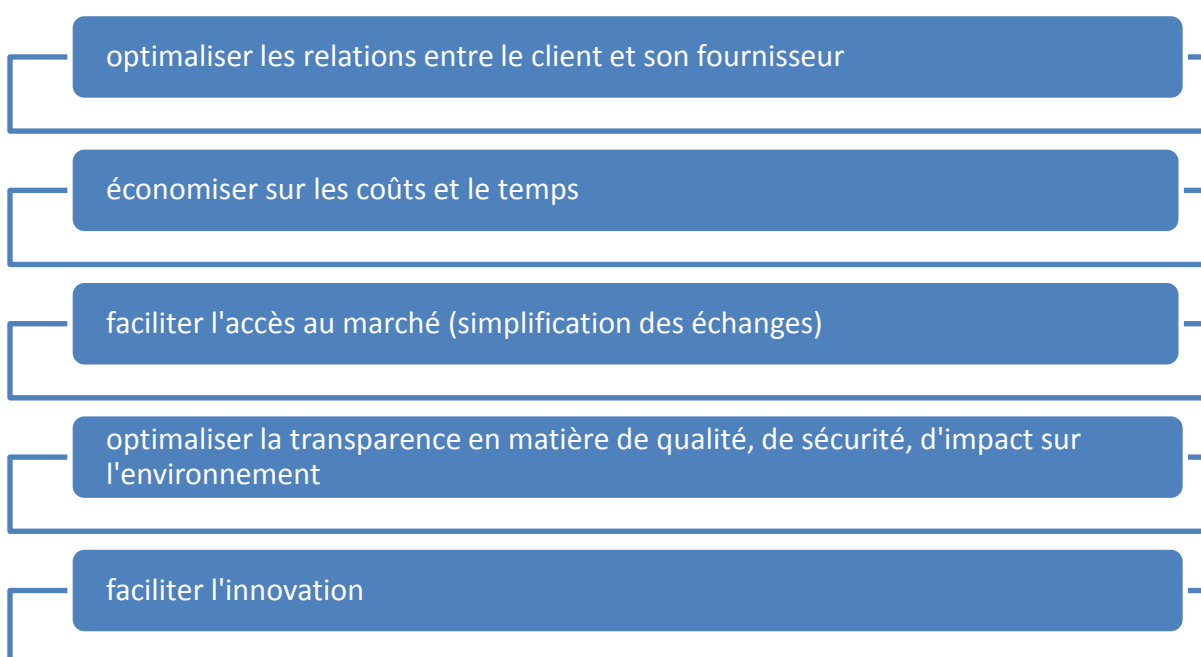 optimaliser les relations entre le client et son fournisseur
économiser sur les coûts et le temps
faciliter l'accès au marché (simplification des échanges)
optimaliser la transparence en matière de qualité, de sécurité, d'impact sur
l'environnement
faciliter l'innovation